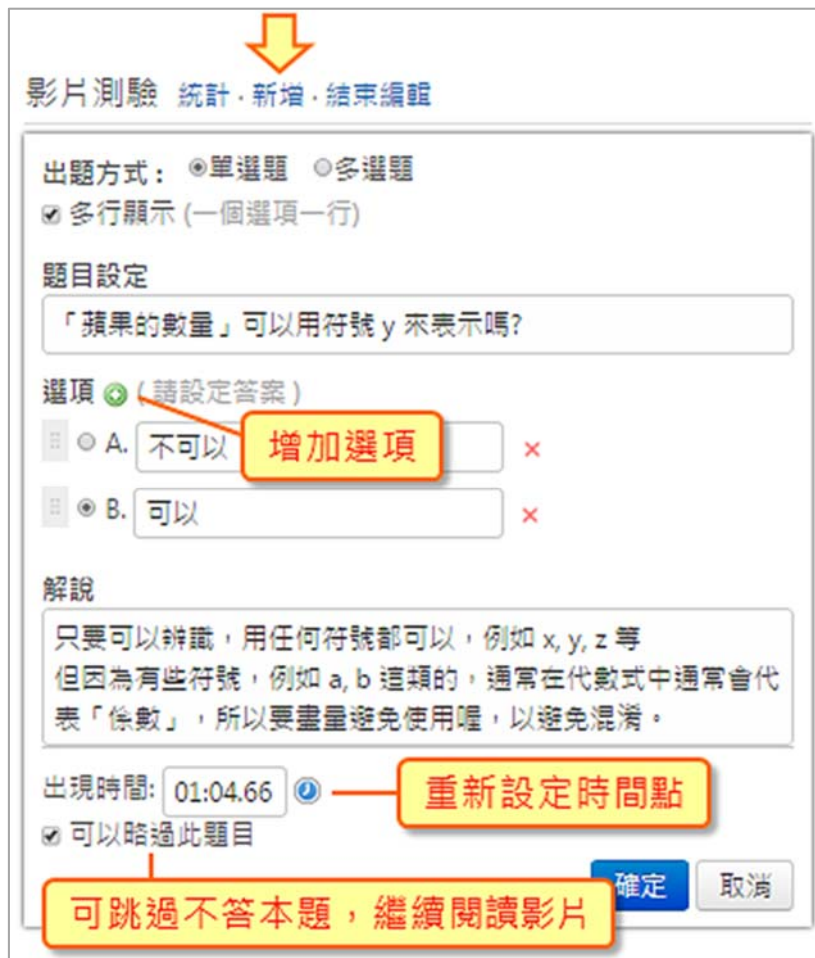 影片測驗 統計 · 新增 · 結束編輯
出題方式： 單選題 多選題
多行顯示 (一個選項一行)
題目設定
「蘋果的數量」可以用符號 y 來表示嗎?
選項 (請設定答案)
增加選項
A. 不可以
B. 可以
解說
只要可以辨識，用任何符號都可以，例如 x, y, z 等
但因為有些符號，例如 a, b 這類的，通常在代數式中通常會代
表「係數」，所以要盡量避免使用喔，以避免混淆。
出現時間: 01:04.66
重新設定時間點
可以略過此題目
確定 取消
可跳過不答本題，繼續閱讀影片